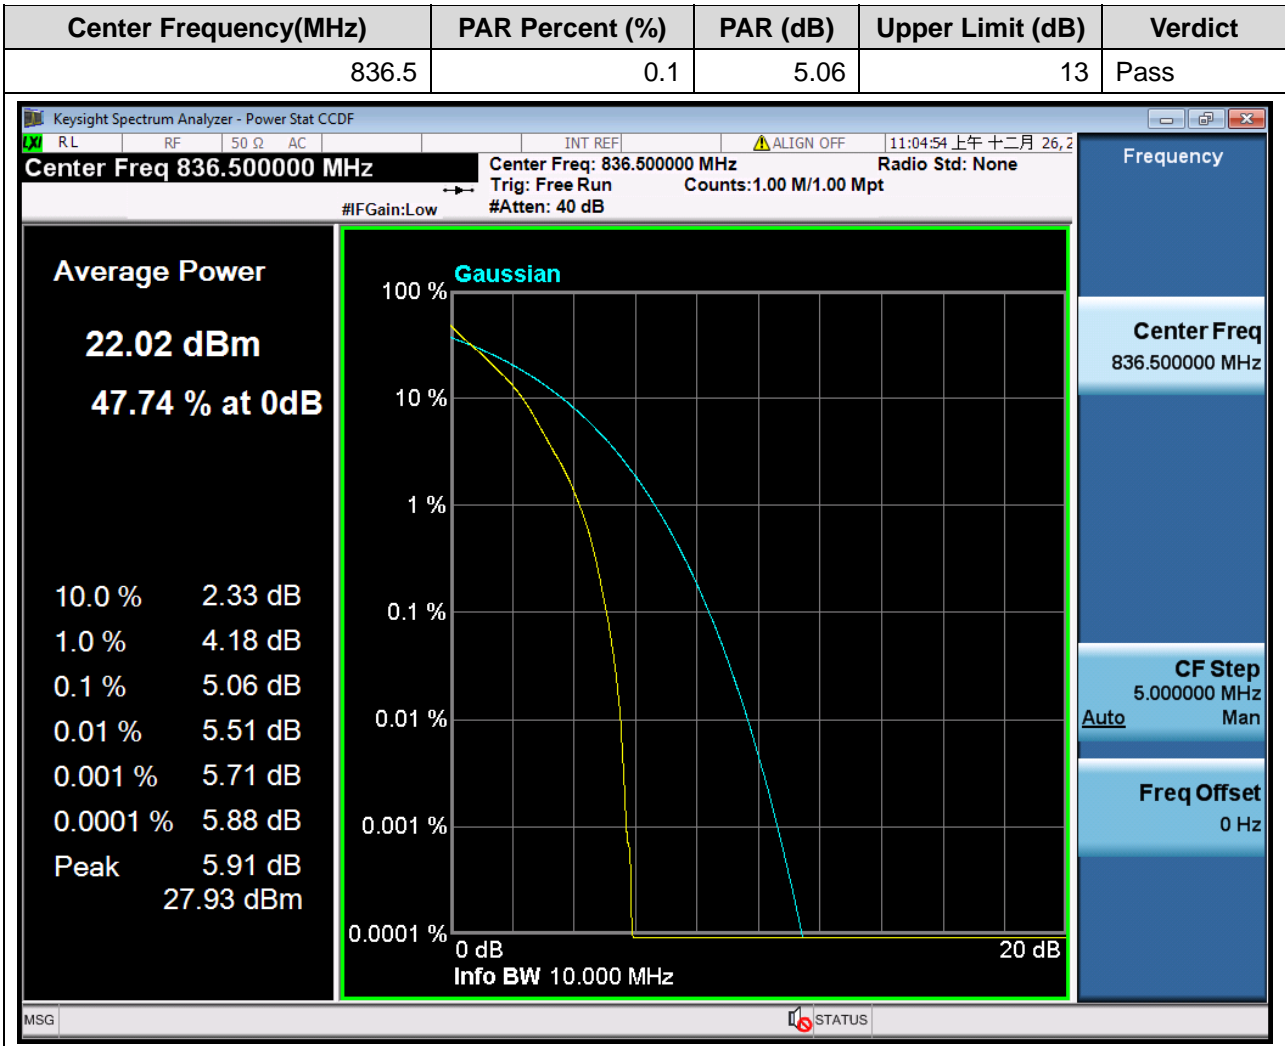 Center Frequency(MHz) PAR Percent (%) PAR (dB) Upper Limit (dB) Verdict
836.5 0.1 5.06 13 Pass
Keysight Spectrum Analyzer - Power Stat CCDF
LXI RL RF 50 Ω AC INT REF ALIGN OFF 11:04:54 上午 十二月 26, 2
Center Freq 836.500000 MHz
Center Freq: 836.500000 MHz Radio Std: None
Trig: Free Run Counts:1.00 M/1.00 Mpt
#IFGain:Low #Atten: 40 dB
Average Power
22.02 dBm
47.74 % at 0dB
10.0 % 2.33 dB
1.0 % 4.18 dB
0.1 % 5.06 dB
0.01 % 5.51 dB
0.001 % 5.71 dB
0.0001 % 5.88 dB
Peak 5.91 dB
27.93 dBm
Gaussian
100 %
10 %
1 %
0.1 %
0.01 %
0.001 %
0.0001 %
0 dB 20 dB
Info BW 10.000 MHz
Frequency
Center Freq
836.500000 MHz
CF Step
5.000000 MHz
Auto Man
Freq Offset
0 Hz
MSG STATUS